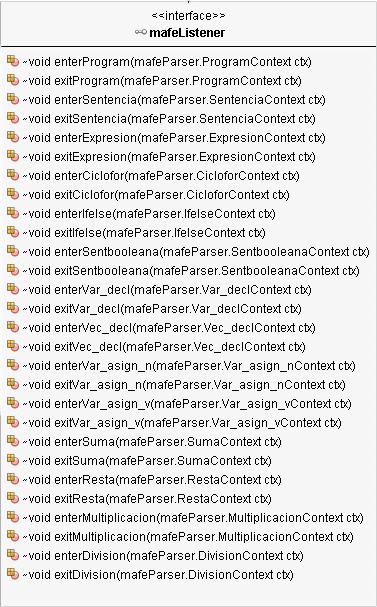 <<interface>>
mafeListener
~void enterProgram(mafeParser.ProgramContext ctx)
~void exitProgram(mafeParser.ProgramContext ctx)
~void enterSentencia(mafeParser.SentenciaContext ctx)
~void exitSentencia(mafeParser.SentenciaContext ctx)
~void enterExpresion(mafeParser.ExpresionContext ctx)
~void exitExpresion(mafeParser.ExpresionContext ctx)
~void enterCiclofor(mafeParser.CicloforContext ctx)
~void exitCiclofor(mafeParser.CicloforContext ctx)
~void enterIfelse(mafeParser.IfelseContext ctx)
~void exitIfelse(mafeParser.IfelseContext ctx)
~void enterSentbooleana(mafeParser.SentbooleanaContext ctx)
~void exitSentbooleana(mafeParser.SentbooleanaContext ctx)
~void enterVar_decl(mafeParser.Var_declContext ctx)
~void exitVar_decl(mafeParser.Var_declContext ctx)
~void enterVec_decl(mafeParser.Vec_declContext ctx)
~void exitVec_decl(mafeParser.Vec_declContext ctx)
~void enterVar_asign_n(mafeParser.Var_asign_nContext ctx)
~void exitVar_asign_n(mafeParser.Var_asign_nContext ctx)
~void enterVar_asign_v(mafeParser.Var_asign_vContext ctx)
~void exitVar_asign_v(mafeParser.Var_asign_vContext ctx)
~void enterSuma(mafeParser.SumaContext ctx)
~void exitSuma(mafeParser.SumaContext ctx)
~void enterResta(mafeParser.RestaContext ctx)
~void exitResta(mafeParser.RestaContext ctx)
~void enterMultiplicacion(mafeParser.MultiplicacionContext ctx)
~void exitMultiplicacion(mafeParser.MultiplicacionContext ctx)
~void enterDivision(mafeParser.DivisionContext ctx)
~void exitDivision(mafeParser.DivisionContext ctx)